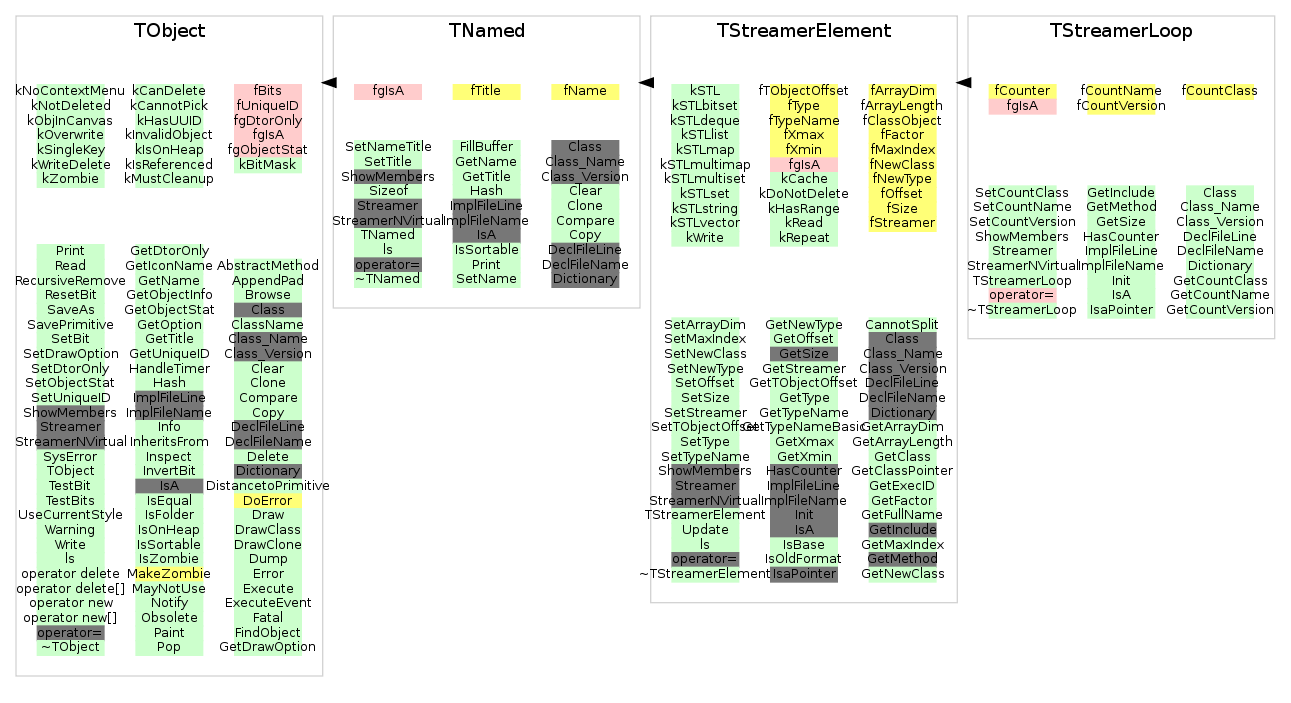 TObject
kNoContextMenu
kNotDeleted
kObjInCanvas
kOverwrite
kSingleKey
kWriteDelete
kZombie
kCanDelete
kCannotPick
kHasUUID
kInvalidObject
kIsOnHeap
kIsReferenced
kMustCleanup
fBits
fUniqueID
fgDtorOnly
fgIsA
fgObjectStat
kBitMask
Print
Read
RecursiveRemove
ResetBit
SaveAs
SavePrimitive
SetBit
SetDrawOption
SetDtorOnly
SetObjectStat
SetUniqueID
ShowMembers
Streamer
StreamerNVirtual
SysError
TObject
TestBit
TestBits
UseCurrentStyle
Warning
Write
ls
operator delete
operator delete[]
operator new
operator new[]
operator=
~TObject
GetDtorOnly
GetIconName
GetName
GetObjectInfo
GetObjectStat
GetOption
GetTitle
GetUniqueID
HandleTimer
Hash
ImplFileLine
ImplFileName
Info
InheritsFrom
Inspect
InvertBit
IsA
IsEqual
IsFolder
IsOnHeap
IsSortable
IsZombie
MakeZombie
MayNotUse
Notify
Obsolete
Paint
Pop
AbstractMethod
AppendPad
Browse
Class
ClassName
Class_Name
Class_Version
Clear
Clone
Compare
Copy
DeclFileLine
DeclFileName
Delete
Dictionary
DistancetoPrimitive
DoError
Draw
DrawClass
DrawClone
Dump
Error
Execute
ExecuteEvent
Fatal
FindObject
GetDrawOption
TNamed
fgIsA
fTitle
fName
SetNameTitle
SetTitle
ShowMembers
Sizeof
Streamer
StreamerNVirtual
TNamed
ls
operator=
~TNamed
FillBuffer
GetName
GetTitle
Hash
ImplFileLine
ImplFileName
IsA
IsSortable
Print
SetName
Class
Class_Name
Class_Version
Clear
Clone
Compare
Copy
DeclFileLine
DeclFileName
Dictionary
TStreamerElement
kSTL
kSTLbitset
kSTLdeque
kSTLlist
kSTLmap
kSTLmultimap
kSTLmultiset
kSTLset
kSTLstring
kSTLvector
kWrite
fTObjectOffset
fType
fTypeName
fXmax
fXmin
fgIsA
kCache
kDoNotDelete
kHasRange
kRead
kRepeat
fArrayDim
fArrayLength
fClassObject
fFactor
fMaxIndex
fNewClass
fNewType
fOffset
fSize
fStreamer
SetArrayDim
SetMaxIndex
SetNewClass
SetNewType
SetOffset
SetSize
SetStreamer
SetTObjectOffset
SetType
SetTypeName
ShowMembers
Streamer
StreamerNVirtual
TStreamerElement
Update
ls
operator=
~TStreamerElement
GetNewType
GetOffset
GetSize
GetStreamer
GetTObjectOffset
GetType
GetTypeName
GetTypeNameBasic
GetXmax
GetXmin
HasCounter
ImplFileLine
ImplFileName
Init
IsA
IsBase
IsOldFormat
IsaPointer
CannotSplit
Class
Class_Name
Class_Version
DeclFileLine
DeclFileName
Dictionary
GetArrayDim
GetArrayLength
GetClass
GetClassPointer
GetExecID
GetFactor
GetFullName
GetInclude
GetMaxIndex
GetMethod
GetNewClass
TStreamerLoop
fCounter
fgIsA
fCountName
fCountVersion
fCountClass
SetCountClass
SetCountName
SetCountVersion
ShowMembers
Streamer
StreamerNVirtual
TStreamerLoop
operator=
~TStreamerLoop
GetInclude
GetMethod
GetSize
HasCounter
ImplFileLine
ImplFileName
Init
IsA
IsaPointer
Class
Class_Name
Class_Version
DeclFileLine
DeclFileName
Dictionary
GetCountClass
GetCountName
GetCountVersion